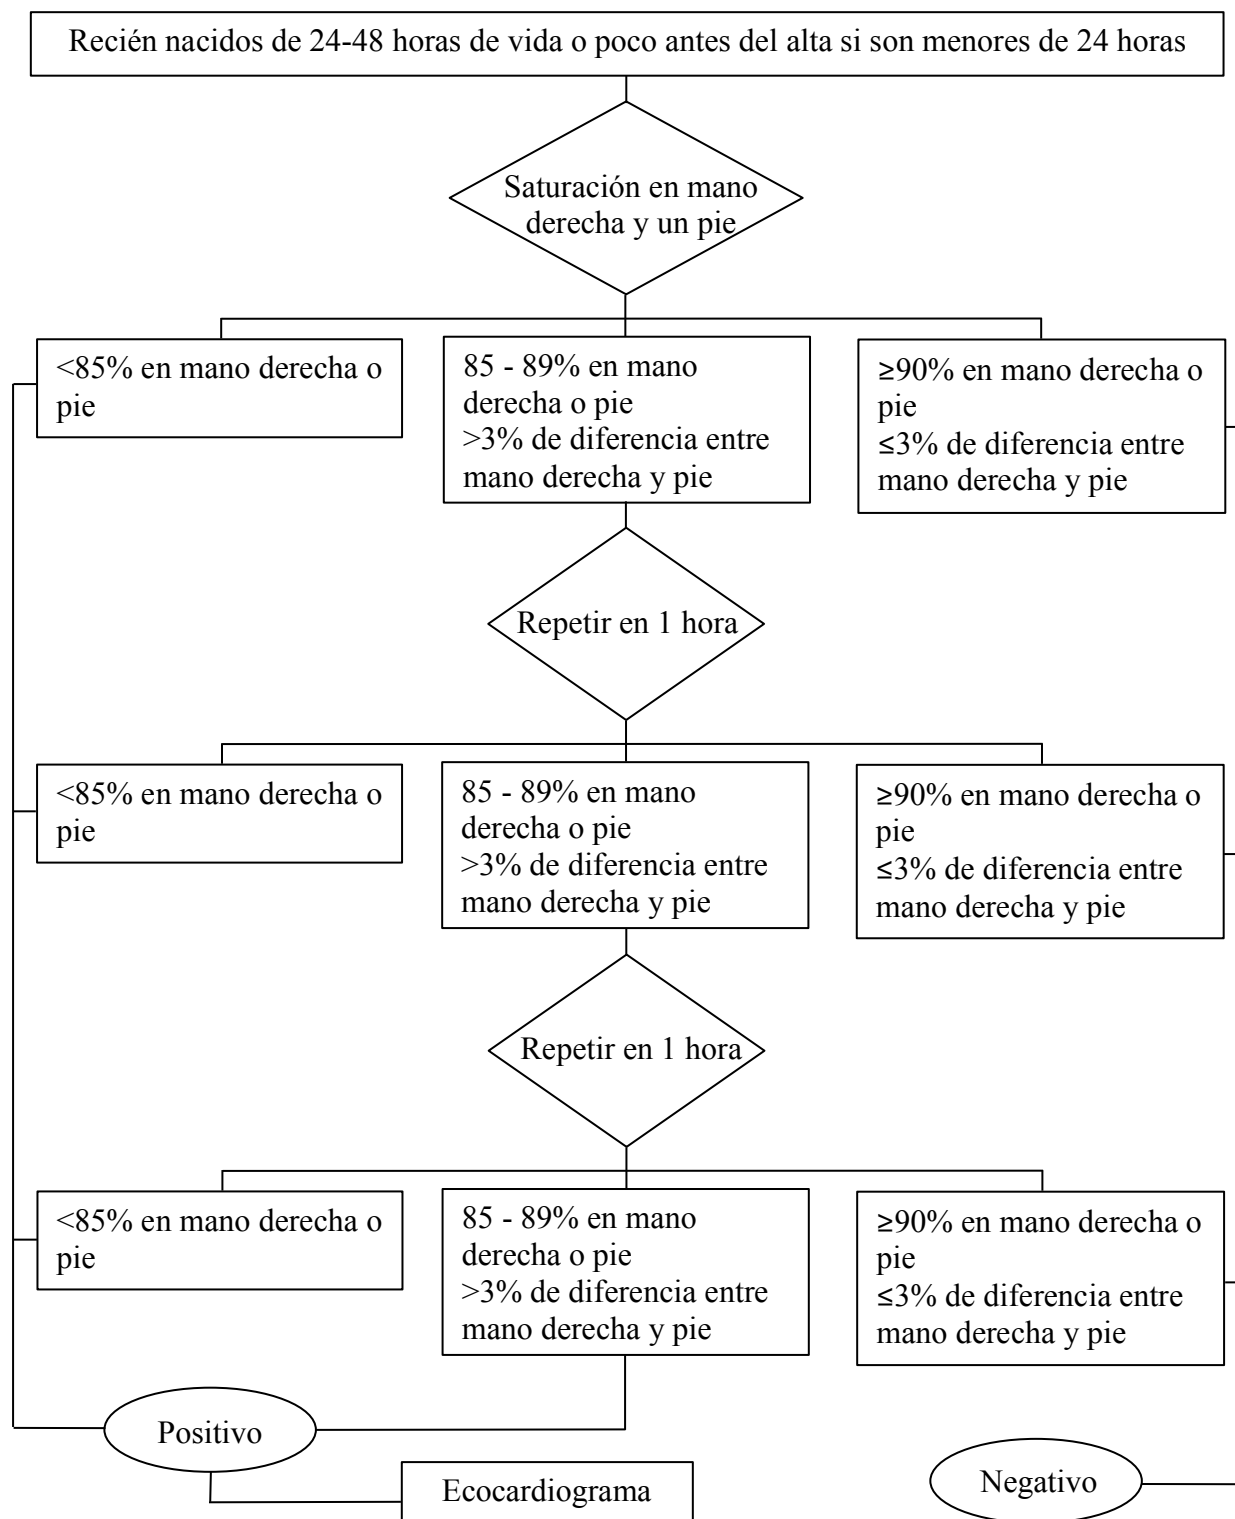 Recién nacidos de 24-48 horas de vida o poco antes del alta si son menores de 24 horas
Saturación en mano
derecha y un pie
<85% en mano derecha o
pie
85 - 89% en mano
derecha o pie
>3% de diferencia entre
mano derecha y pie
≥90% en mano derecha o
pie
≤3% de diferencia entre
mano derecha y pie
Repetir en 1 hora
<85% en mano derecha o
pie
85 - 89% en mano
derecha o pie
>3% de diferencia entre
mano derecha y pie
≥90% en mano derecha o
pie
≤3% de diferencia entre
mano derecha y pie
Repetir en 1 hora
<85% en mano derecha o
pie
85 - 89% en mano
derecha o pie
>3% de diferencia entre
mano derecha y pie
≥90% en mano derecha o
pie
≤3% de diferencia entre
mano derecha y pie
Positivo
Ecocardiograma
Negativo